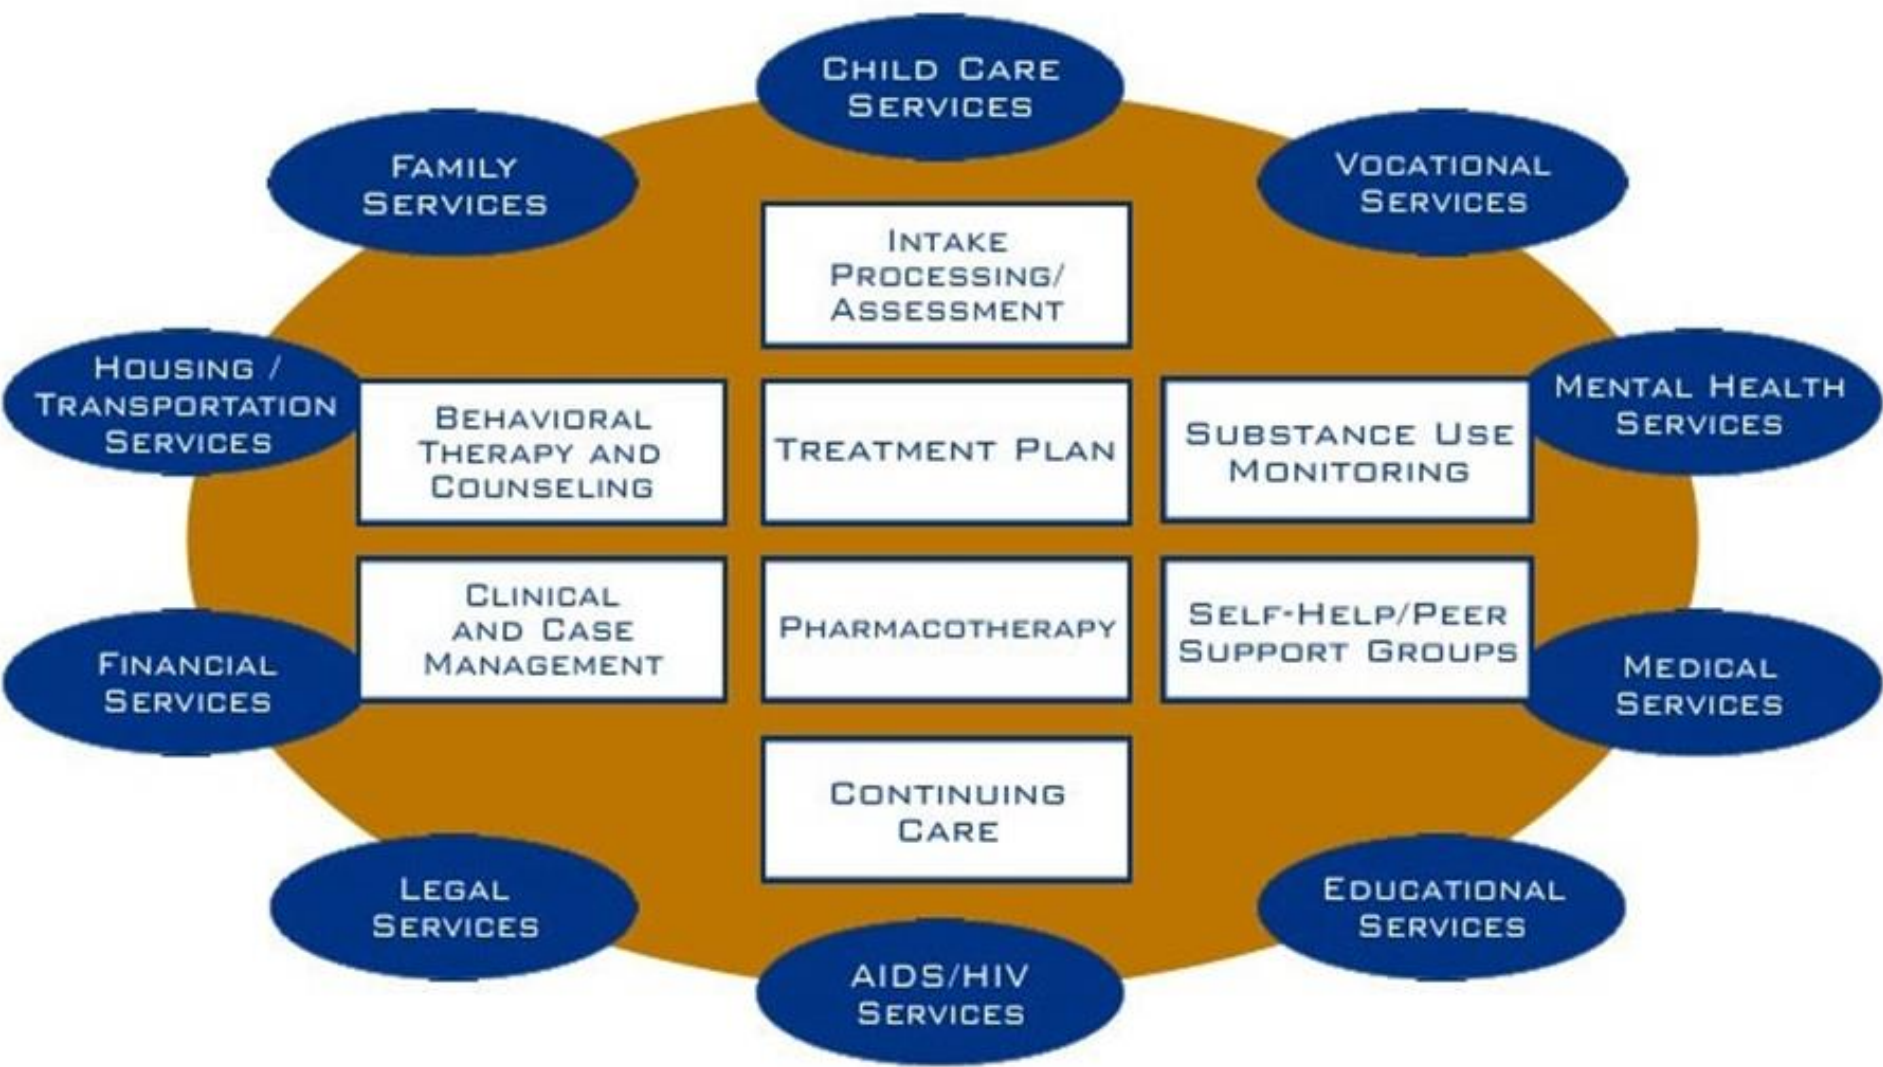 Child Care
Services
Family
Services
Vocational
Services
Intake
Processing/
Assessment
Housing /
Transportation
Services
Mental Health
Services
Behavioral
Therapy and
Counseling
Treatment Plan
Substance Use
Monitoring
Clinical
and Case
Management
Pharmacotherapy
Self-Help/Peer
Support Groups
Financial
Services
Medical
Services
Continuing
Care
Legal
Services
Educational
Services
AIDS/HIV
Services